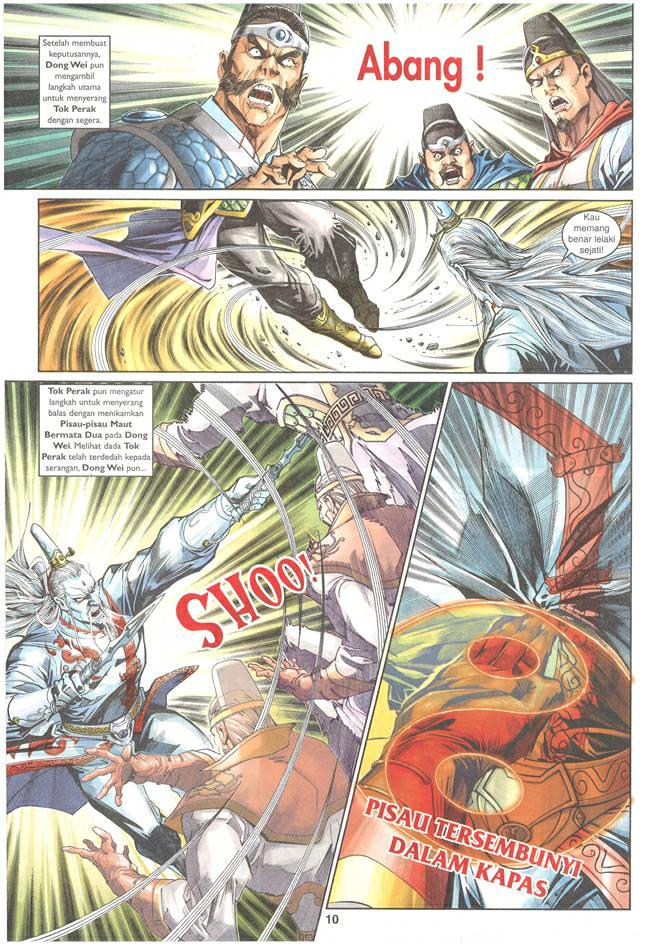 Setelah membuat
keputusannya,
Dong Wei pun
mengambil
langkah utama
untuk menyerang
Tok Perak
dengan segera.
Abang !
Kau
memang
benar lelaki
sejati!
Tok Perak pun mengatur
langkah untuk menyerang
balas dengan menikamkan
Pisau-pisau Maut
Bermata Dua pada Dong
Wei. Melihat dada Tok
Perak telah terdedah kepada
serangan, Dong Wei pun...
SHOO!
PISAU TERSEMBUNYI
DALAM KAPAS
10